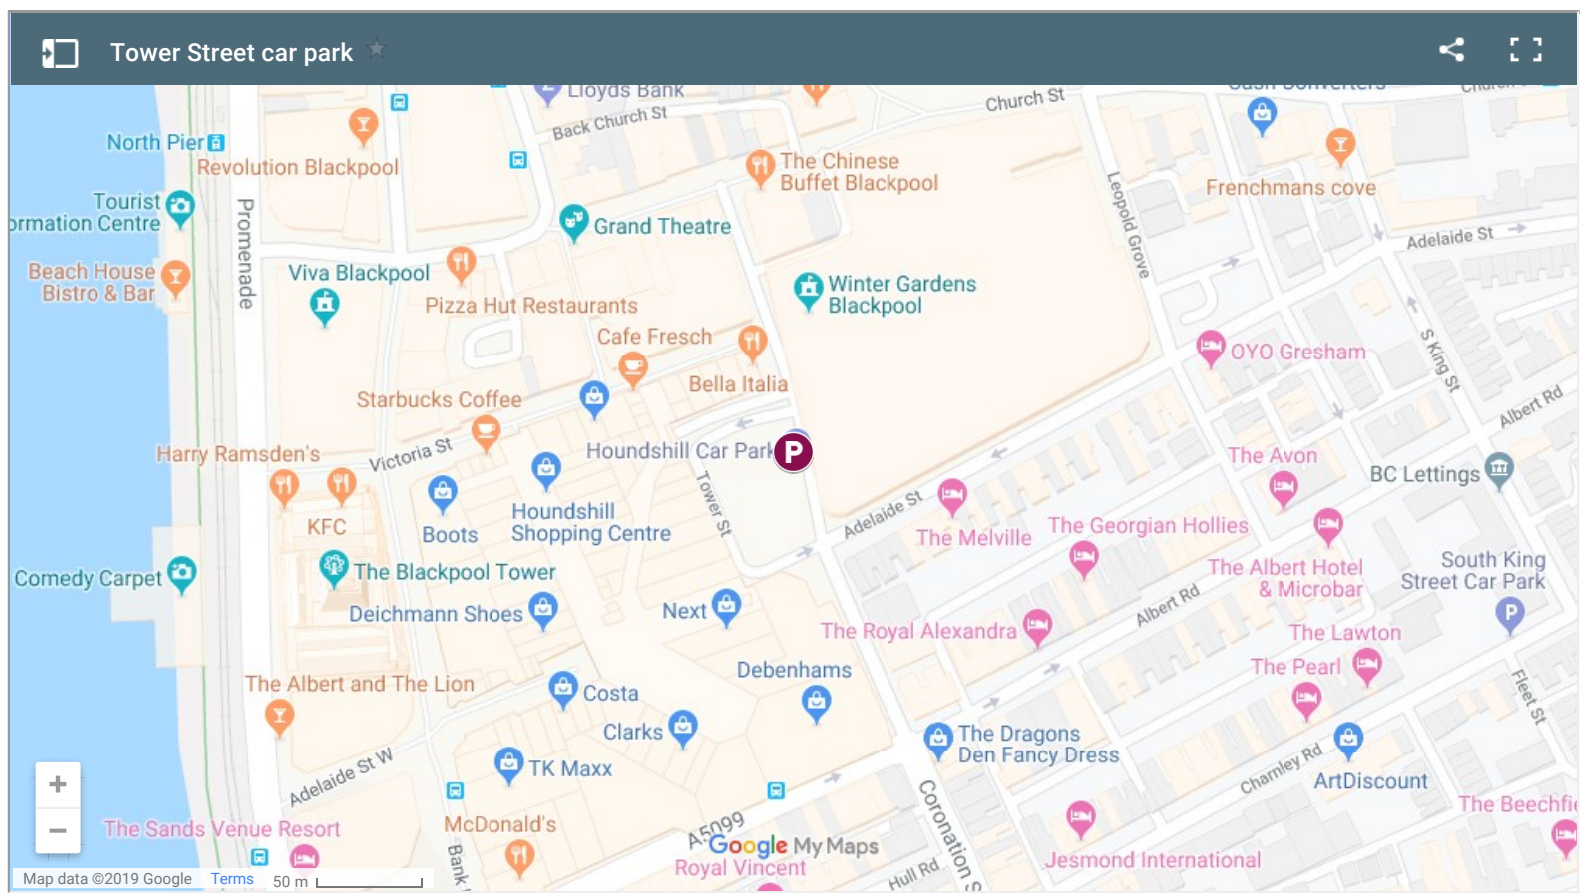 Tower Street car park
Lloyds Bank
Church St
Back Church St
North Pier
Revolution Blackpool
The Chinese
Buffet Blackpool
Frenchmans cove
Leopold Grove
Tourist
ormation Centre
Promenade
Grand Theatre
Adelaide St
Beach House
Bistro & Bar
Viva Blackpool
Pizza Hut Restaurants
Winter Gardens
Blackpool
Cafe Fresch
Bella Italia
OYO Gresham
S King St
Albert Rd
Starbucks Coffee
Harry Ramsden's
Victoria St
Houndshill Car Park
P
The Avon
BC Lettings
KFC
Boots
Houndshill
Shopping Centre
Tower St
Adelaide St
The Melville
The Georgian Hollies
The Albert Hotel
& Microbar
South King
Street Car Park
P
Comedy Carpet
The Blackpool Tower
Deichmann Shoes
Next
The Royal Alexandra
Albert Rd
The Lawton
The Pearl
Fleet St
The Albert and The Lion
Costa
Debenhams
Clarks
TK Maxx
The Dragons
Den Fancy Dress
Charnley Rd
ArtDiscount
Adelaide St W
The Sands Venue Resort
McDonald's
Bank
A5099
Google My Maps
Royal Vincent
Hull Rd
Coronation S
Jesmond International
The Beechfi
+
−
Map data ©2019 Google
Terms
50 m